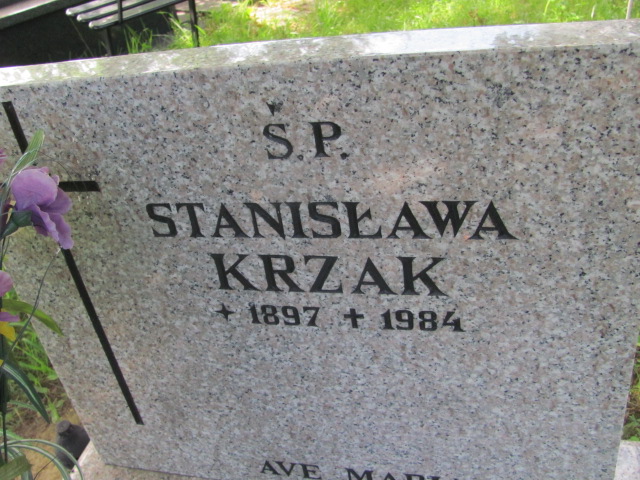 Ś.P.
STANISŁAWA
KRZAK
+ 1897 + 1984
AVE